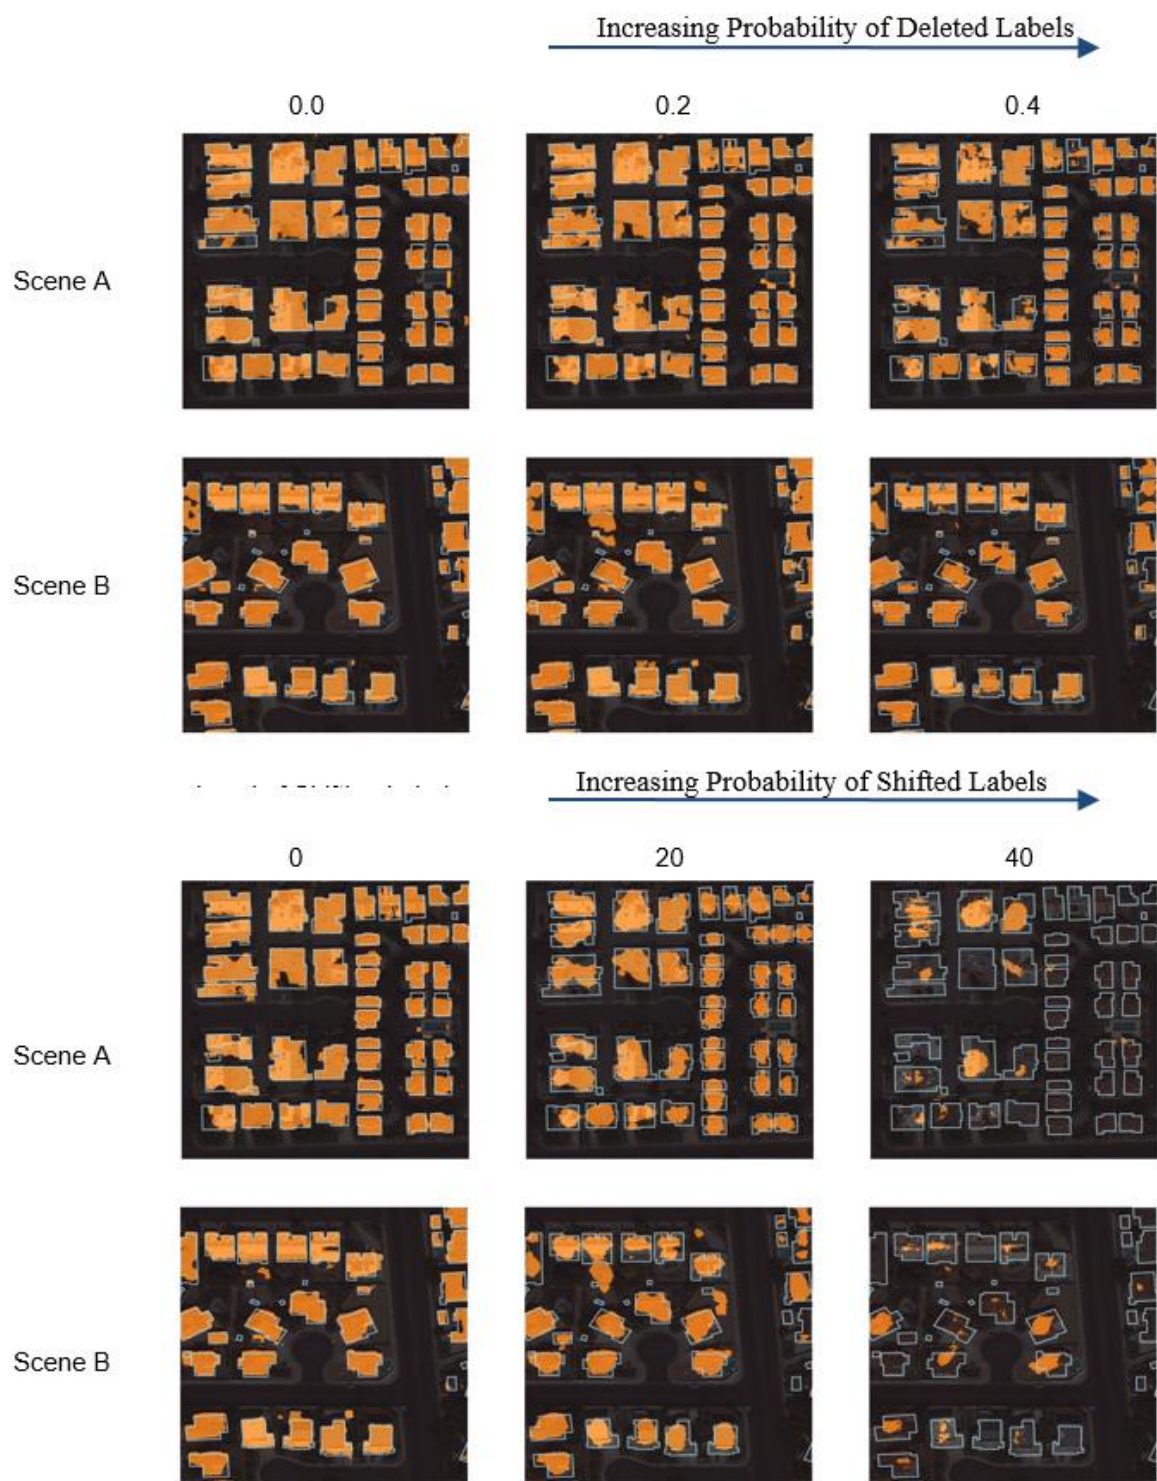 Increasing Probability of Deleted Labels
0.0 0.2 0.4
Scene A
Scene B
Increasing Probability of Shifted Labels
0 20 40
Scene A
Scene B